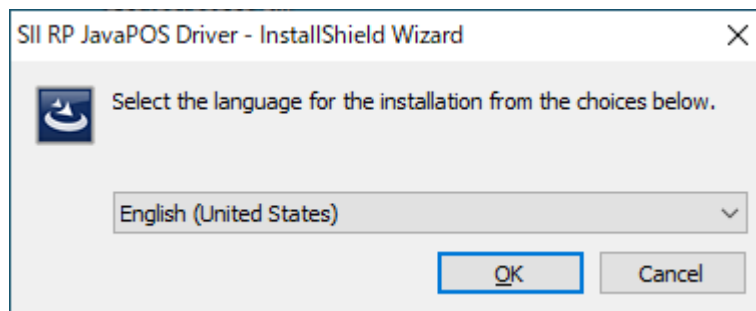 SII RP JavaPOS Driver - InstallShield Wizard
Select the language for the installation from the choices below.
English (United States)
OK
Cancel